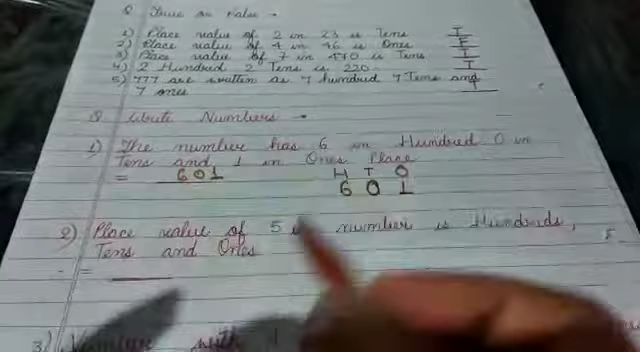 Q True or False -
1) Place value of 2 in 23 is Tens T
2) Place value of 4 in 46 is Ones F
3) Place value of 7 in 470 is Tens T
4) 2 Hundred 2 Tens is 220 T
5) 777 are written as 7 hundred 7 Tens and
7 ones
Q Write Numbers -
1) The number has 6 in Hundred 0 in
Tens and 1 in Ones Place
= 601 H T O
6 0 1
2) Place value of 5 number is Hundreds,
Tens and Ones
=
3) Number with 1